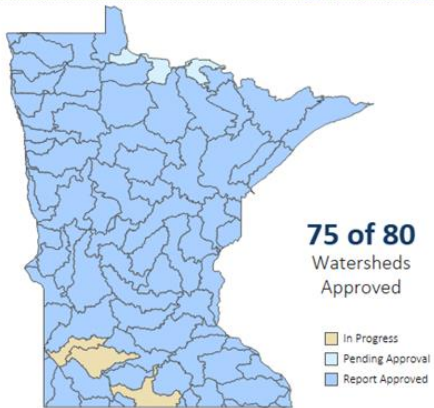 75 of 80
Watersheds
Approved
In Progress
Pending Approval
Report Approved